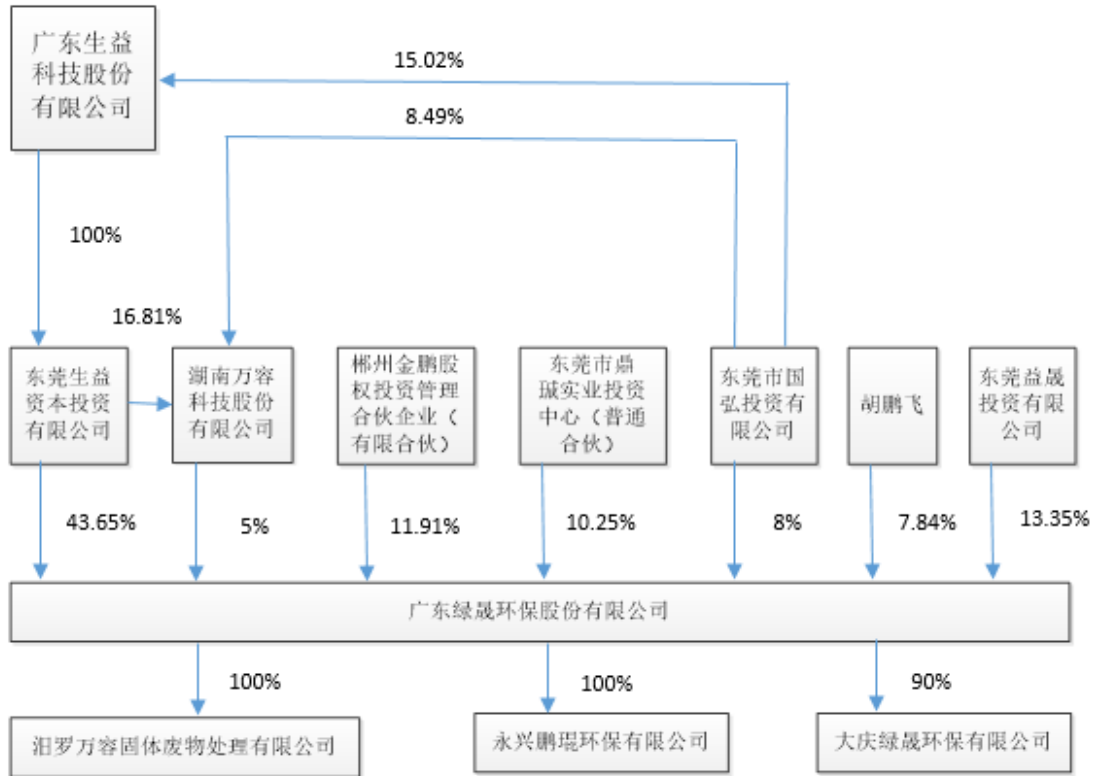 广东生益
科技股份
有限公司
15.02%
8.49%
100%
16.81%
东莞生益
资本投资
有限公司
湖南万容
科技股份
有限公司
郴州金鹏股
权投资管理
合伙企业（
有限合伙）
东莞市鼎
珹实业投资
中心（普通
合伙）
东莞市国
弘投资有
限公司
胡鹏飞
东莞益晟
投资有限
公司
43.65%
5%
11.91%
10.25%
8%
7.84%
13.35%
广东绿晟环保股份有限公司
100%
100%
90%
汨罗万容固体废物处理有限公司
永兴鹏琨环保有限公司
大庆绿晟环保有限公司